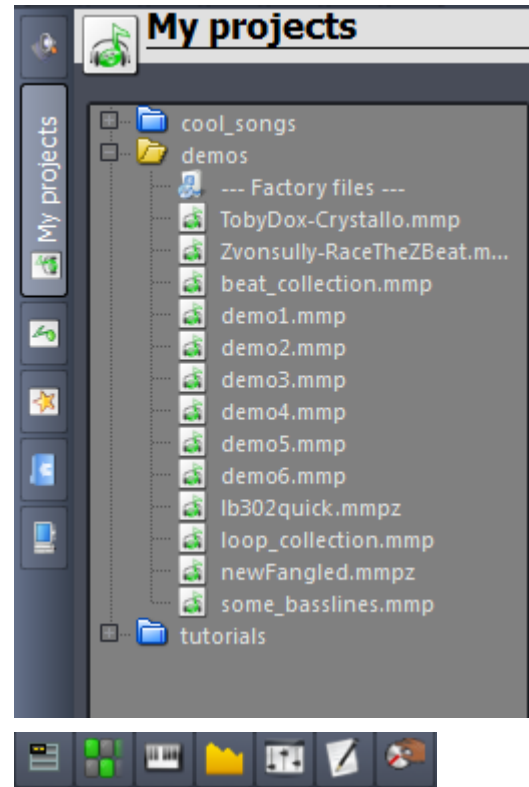 My projects
My projects
cool_songs
demos
--- Factory files ---
TobyDox-Crystallo.mmp
Zvonsully-RaceTheZBeat.m...
beat_collection.mmp
demo1.mmp
demo2.mmp
demo3.mmp
demo4.mmp
demo5.mmp
demo6.mmp
lb302quick.mmpz
loop_collection.mmp
newFangled.mmpz
some_basslines.mmp
tutorials